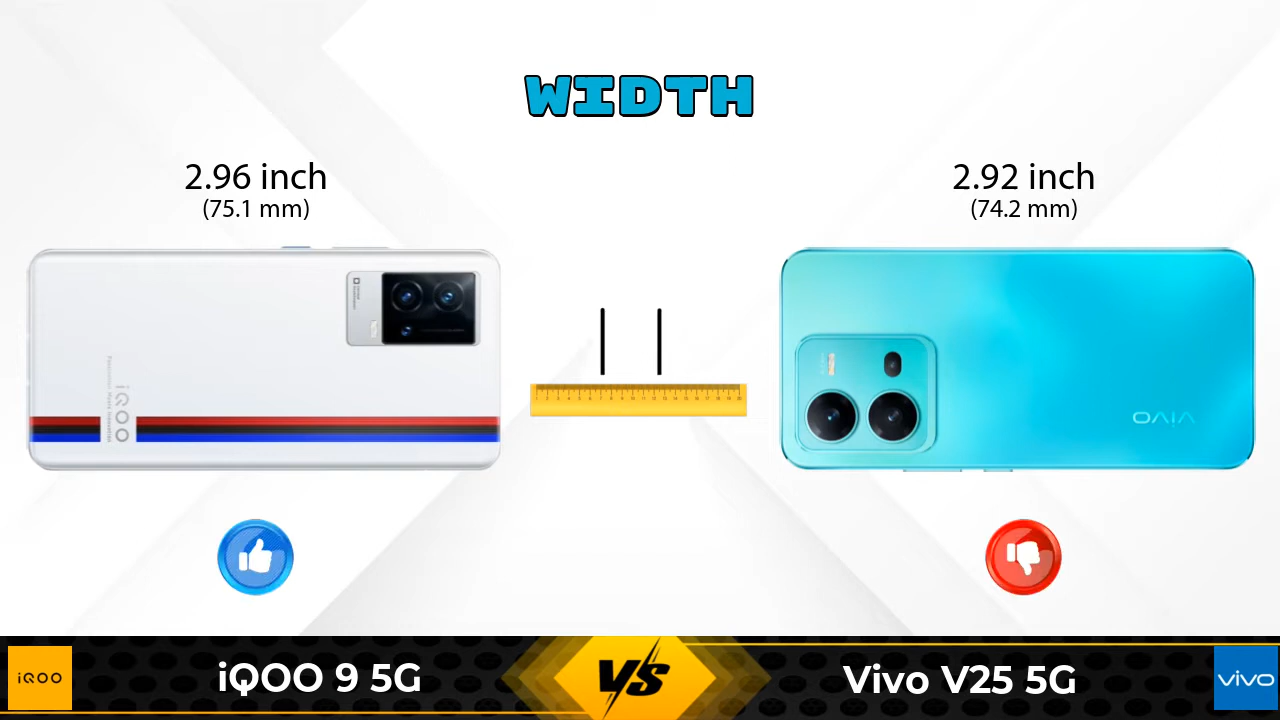 WIDTH
2.96 inch
(75.1 mm)
2.92 inch
(74.2 mm)
iQOO
vivo
iQOO
iQOO 9 5G
VS
Vivo V25 5G
vivo